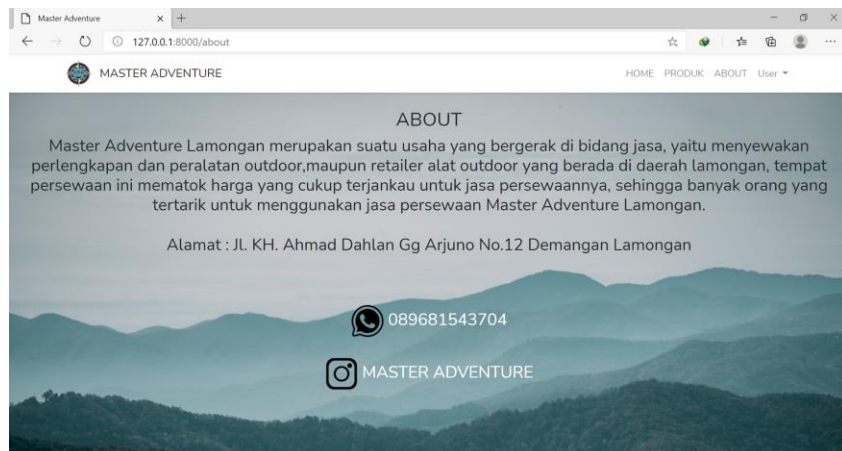 Master Adventure
127.0.0.1:8000/about
MASTER ADVENTURE
HOME PRODUK ABOUT User
ABOUT
Master Adventure Lamongan merupakan suatu usaha yang bergerak di bidang jasa, yaitu menyewakan
perlengkapan dan peralatan outdoor,maupun retailer alat outdoor yang berada di daerah lamongan, tempat
persewaan ini mematok harga yang cukup terjankau untuk jasa persewaannya, sehingga banyak orang yang
tertarik untuk menggunakan jasa persewaan Master Adventure Lamongan.
Alamat : Jl. KH. Ahmad Dahlan Gg Arjuno No.12 Demangan Lamongan
089681543704
MASTER ADVENTURE